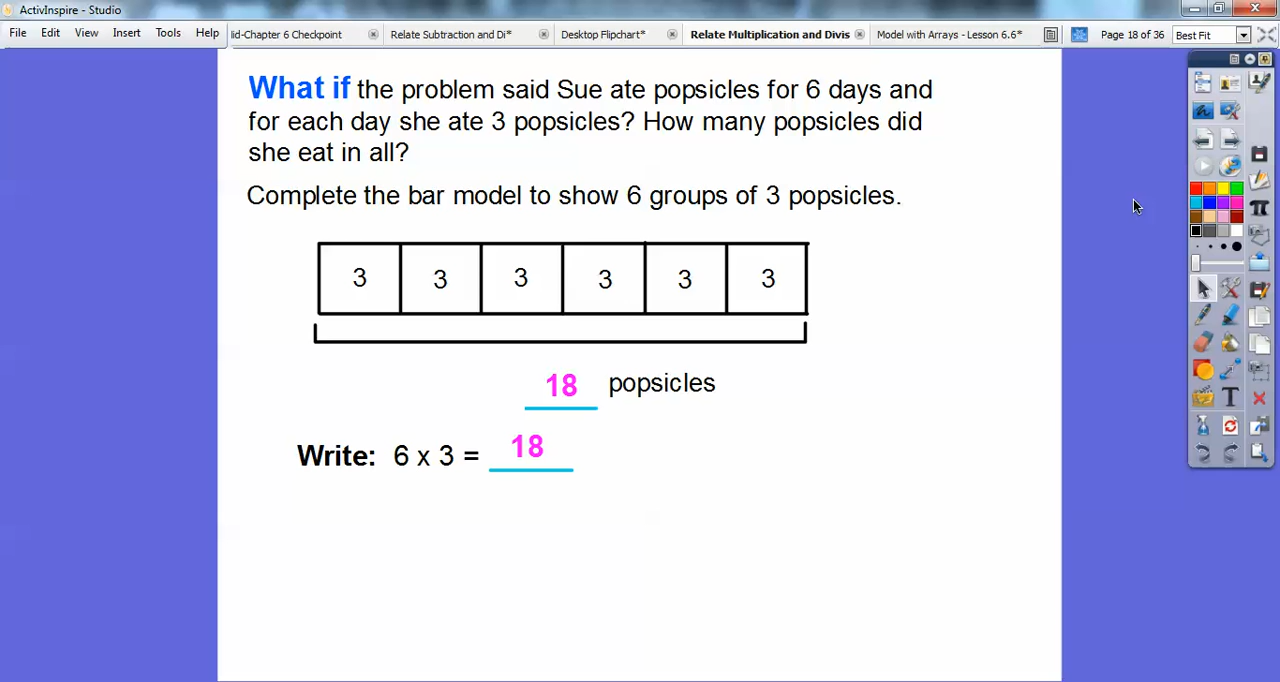 ActivInspire - Studio
File Edit View Insert Tools Help
lid-Chapter 6 Checkpoint Relate Subtraction and Di* Desktop Flipchart* Relate Multiplication and Divis Model with Arrays - Lesson 6.6* Page 18 of 36 Best Fit
What if the problem said Sue ate popsicles for 6 days and
for each day she ate 3 popsicles? How many popsicles did
she eat in all?
Complete the bar model to show 6 groups of 3 popsicles.
3 3 3 3 3 3
18 popsicles
Write: 6 x 3 = 18